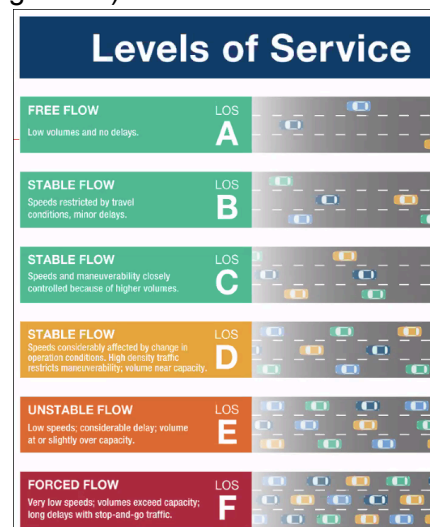 Levels of Service
FREE FLOW
LOS
A
Low volumes and no delays.
STABLE FLOW
LOS
B
Speeds restricted by travel
conditions, minor delays.
STABLE FLOW
LOS
C
Speeds and maneuverability closely
controlled because of higher volumes.
STABLE FLOW
LOS
D
Speeds considerably affected by change in
operation conditions. High density traffic
restricts maneuverability; volume near capacity.
UNSTABLE FLOW
LOS
E
Low speeds; considerable delay; volume
at or slightly over capacity.
FORCED FLOW
LOS
F
Very low speeds; volumes exceed capacity;
long delays with stop-and-go traffic.